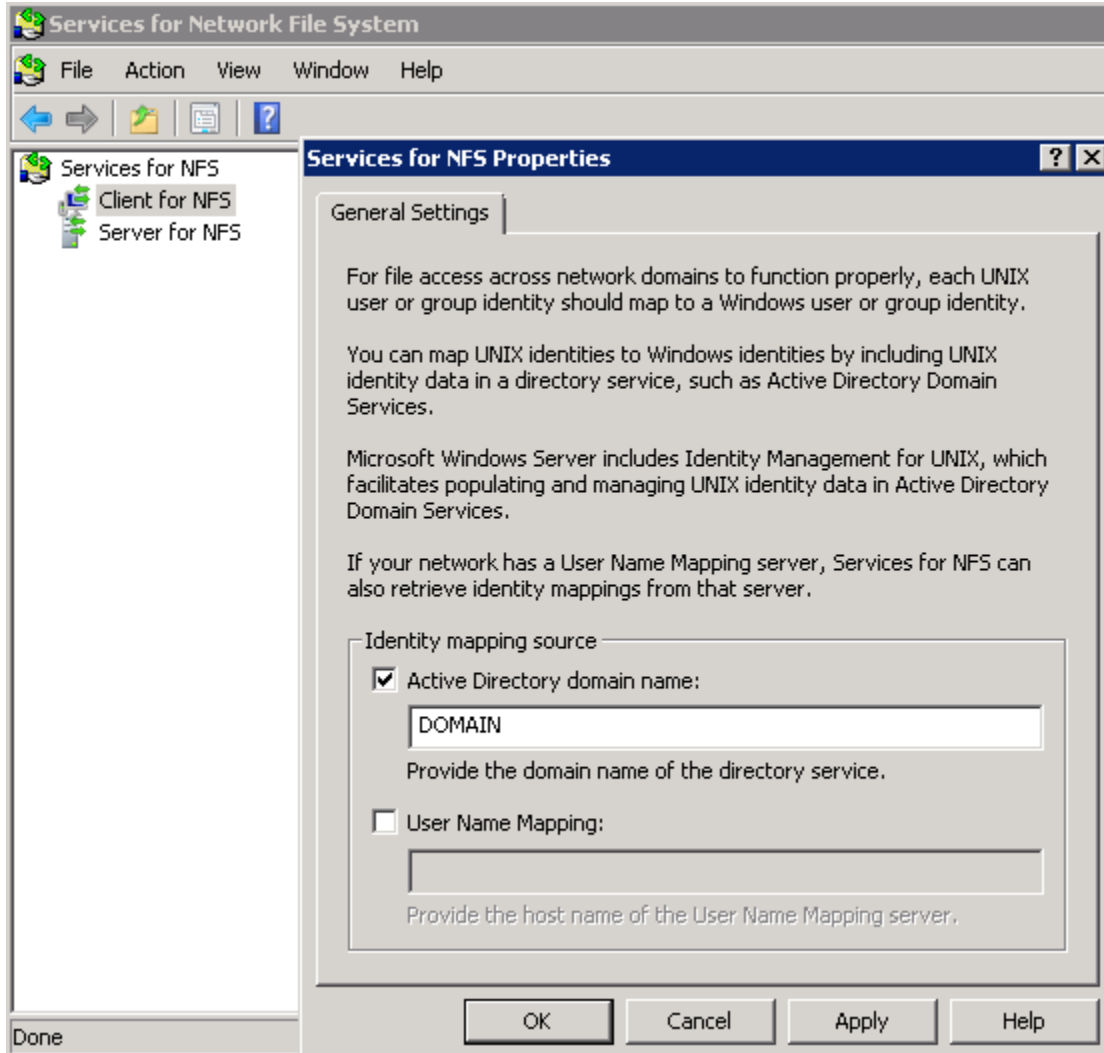 Services for Network File System
File Action View Window Help
Services for NFS
Client for NFS
Server for NFS
Services for NFS Properties
General Settings
For file access across network domains to function properly, each UNIX
user or group identity should map to a Windows user or group identity.
You can map UNIX identities to Windows identities by including UNIX
identity data in a directory service, such as Active Directory Domain
Services.
Microsoft Windows Server includes Identity Management for UNIX, which
facilitates populating and managing UNIX identity data in Active Directory
Domain Services.
If your network has a User Name Mapping server, Services for NFS can
also retrieve identity mappings from that server.
Identity mapping source
Active Directory domain name:
DOMAIN
Provide the domain name of the directory service.
User Name Mapping:
Provide the host name of the User Name Mapping server.
OK Cancel Apply Help
Done